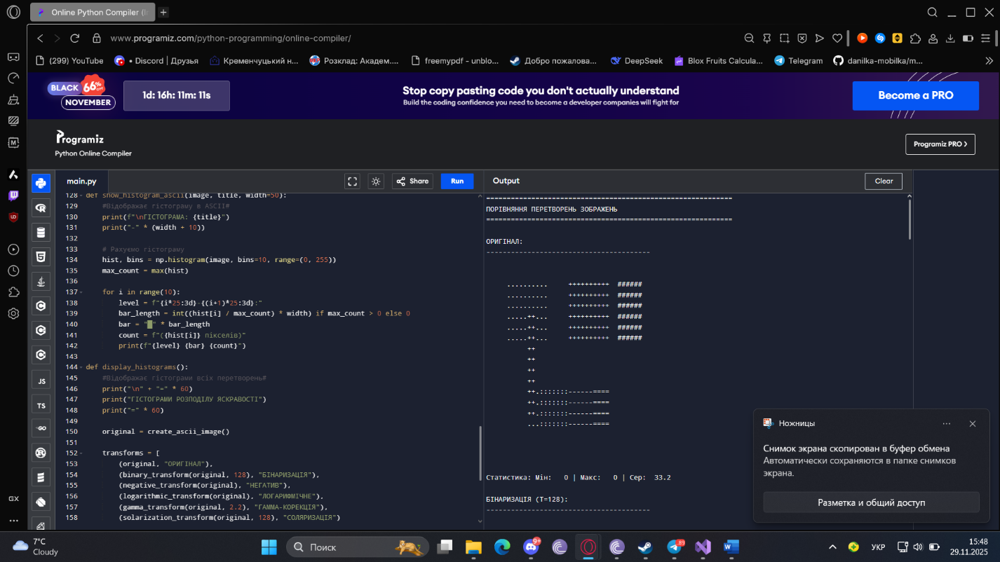 Online Python Compiler (In
www.programiz.com/python-programming/online-compiler/
(299) YouTube
• Discord | Друзья
Кременчуцький н...
Розклад: Академ....
freemypdf - unblo...
Добро пожалова...
DeepSeek
Blox Fruits Calcula...
Telegram
danilka-mobilka/m...
BLACK 66% OFF
NOVEMBER
1d: 16h: 11m: 11s
Stop copy pasting code you don't actually understand
Build the coding confidence you need to become a developer companies will fight for
Become a PRO
Programiz
Python Online Compiler
Programiz PRO >
main.py
Share
Run
Output
Clear
JS
TS
GO
GX
128 def show_histogram_ascii(image, title, width=50):
129 #Відображає гістограму в ASCII#
130 print(f"\nГІСТОГРАМА: {title}")
131 print("-" * (width + 10))
132
133 # Рахуємо гістограму
134 hist, bins = np.histogram(image, bins=10, range=(0, 255))
135 max_count = max(hist)
136
137 for i in range(10):
138 level = f"{i*25:3d}-{(i+1)*25:3d}:"
139 bar_length = int((hist[i] / max_count) * width) if max_count > 0 else 0
140 bar = "█" * bar_length
141 count = f"({hist[i]} пікселів)"
142 print(f"{level} {bar} {count}")
143
144 def display_histograms():
145 #Відображає гістограми всіх перетворень#
146 print("\n" + "=" * 60)
147 print("ГІСТОГРАМИ РОЗПОДІЛУ ЯСКРАВОСТІ")
148 print("=" * 60)
149
150 original = create_ascii_image()
151
152 transforms = [
153 (original, "ОРИГІНАЛ"),
154 (binary_transform(original, 128), "БІНАРИЗАЦІЯ"),
155 (negative_transform(original), "НЕГАТИВ"),
156 (logarithmic_transform(original), "ЛОГАРИФМІЧНЕ"),
157 (gamma_transform(original, 2.2), "ГАММА-КОРЕКЦІЯ"),
158 (solarization_transform(original, 128), "СОЛЯРИЗАЦІЯ")
============================================================
ПОРІВНЯННЯ ПЕРЕТВОРЕНЬ ЗОБРАЖЕНЬ
============================================================
ОРИГІНАЛ:
----------------------------------------
.......... ++++++++++ ######
.......... ++++++++++ ######
.......... ++++++++++ ######
.....++... ++++++++++ ######
.....++... ++++++++++ ######
.....++... ++++++++++ ######
++
++
++
++
++.:::::::------====
++.:::::::------====
++.:::::::------====
...:::::::------====
Статистика: Мін: 0 | Макс: 0 | Сер: 33.2
БІНАРИЗАЦІЯ (T=128):
----------------------------------------
Ножницы
Снимок экрана скопирован в буфер обмена
Автоматически сохраняются в папке снимков
экрана.
Разметка и общий доступ
7°C
Cloudy
Поиск
УКР
15:48
29.11.2025